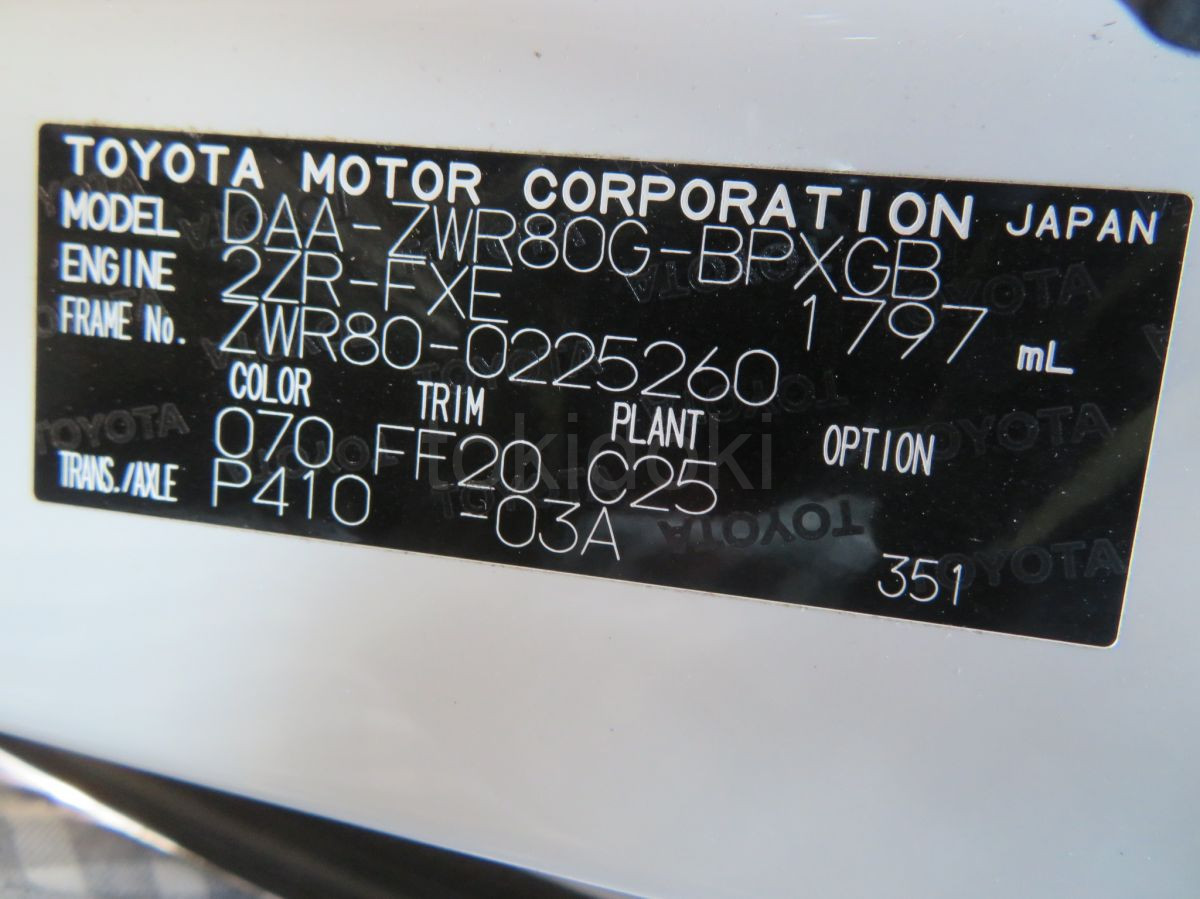 TOYOTA MOTOR CORPORATION JAPAN
MODEL DAA-ZWR80G-BPXGB
ENGINE 2ZR-FXE 1797 mL
FRAME No. ZWR80-0225260
COLOR TRIM PLANT OPTION
070 FF20 C25
TRANS./AXLE P410 -03A
351
tokidoki